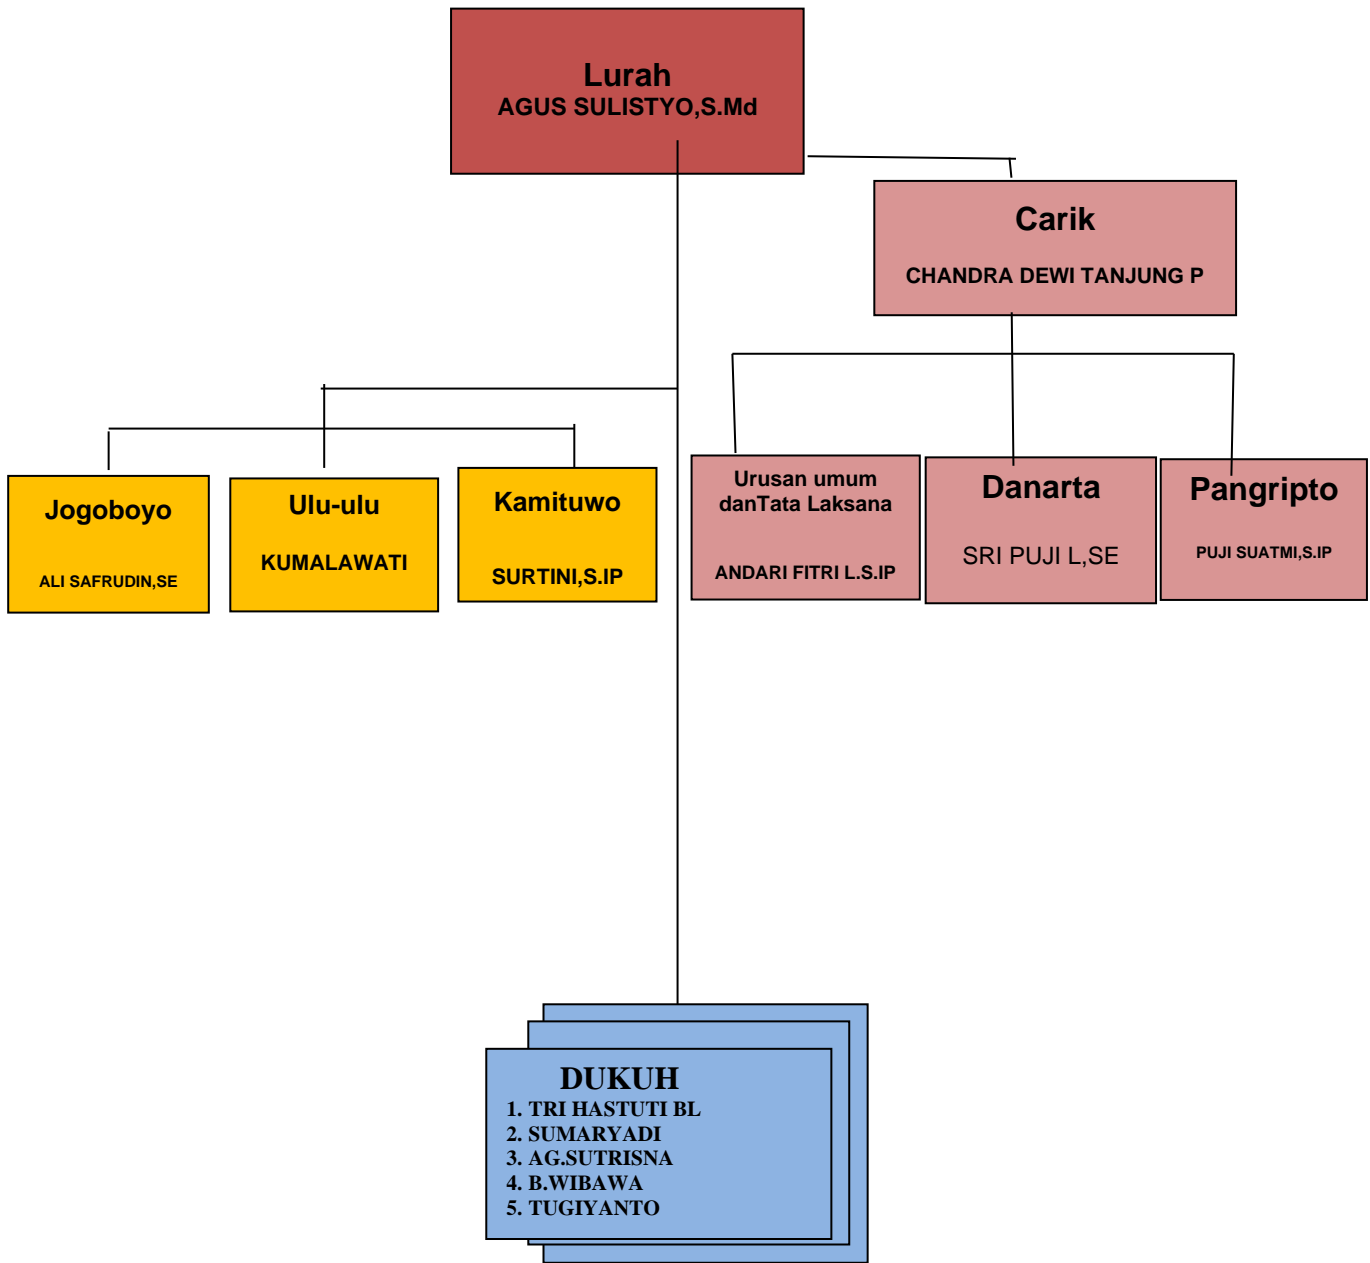 Lurah
AGUS SULISTYO,S.Md
Carik
CHANDRA DEWI TANJUNG P
Jogoboyo
ALI SAFRUDIN,SE
Ulu-ulu
KUMALAWATI
Kamituwo
SURTINI,S.IP
Urusan umum
danTata Laksana
ANDARI FITRI L.S.IP
Danarta
SRI PUJI L,SE
Pangripto
PUJI SUATMI,S.IP
DUKUH
1. TRI HASTUTI BL
2. SUMARYADI
3. AG.SUTRISNA
4. B.WIBAWA
5. TUGIYANTO